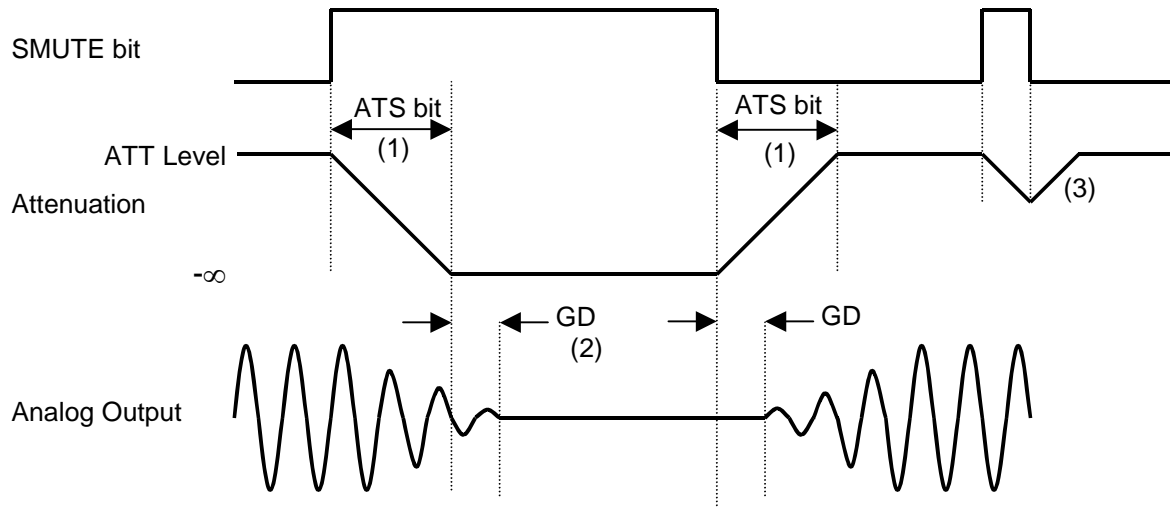 SMUTE bit
ATS bit
(1)
ATS bit
(1)
ATT Level
Attenuation
(3)
-∞
GD
(2)
GD
Analog Output